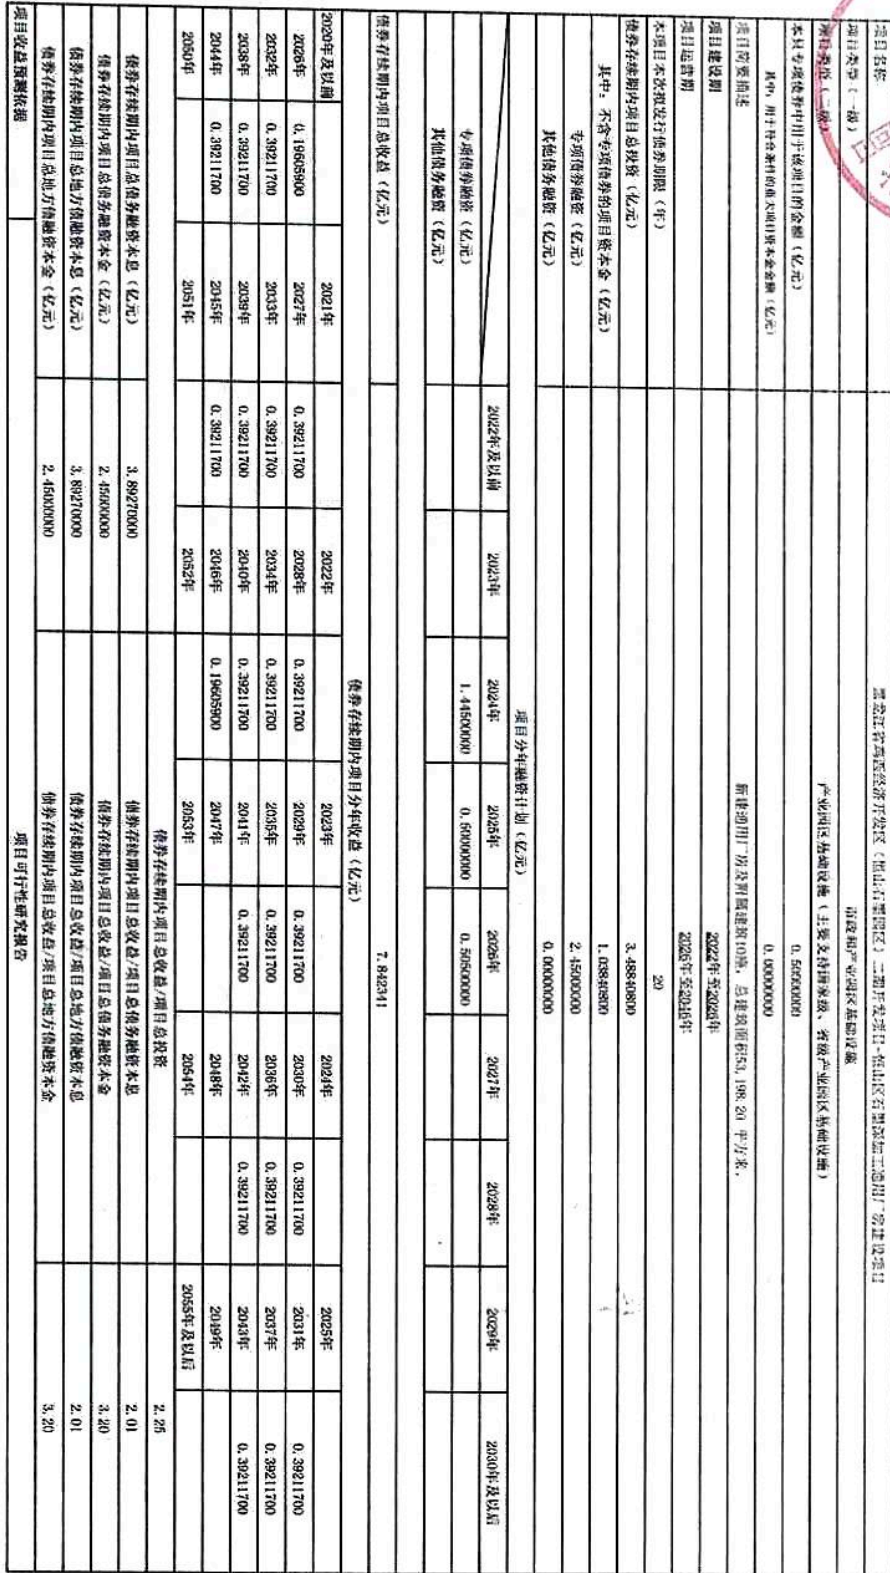 项目名称 黑龙江省鸡西经济开发区（恒山石墨园区）二期开发项目-恒山区石墨深加工通用厂房建设项目
项目类型（一级） 市政和产业园区基础设施
项目类型（二级） 产业园区基础设施（主要支持国家级、省级产业园区基础设施）
本只专项债券中用于该项目的金额（亿元） 0.50000000
其中：用于符合条件的重大项目资本金金额（亿元） 0.00000000
项目简要描述 新建通用厂房及附属建筑10座，总建筑面积53,198.20 平方米。
项目建设期 2022年至2026年
项目运营期 2026年至2046年
本项目本次拟发行债券期限（年） 20
债券存续期内项目总投资（亿元） 3.48840800
其中：不含专项债券的项目资本金（亿元） 1.03840800
专项债券融资（亿元） 2.45000000
其他债务融资（亿元） 0.00000000
项目分年融资计划（亿元）
2022年及以前 2023年 2024年 2025年 2026年 2027年 2028年 2029年 2030年及以后
专项债券融资（亿元） 1.44500000 0.50000000 0.50500000
其他债务融资（亿元）
债券存续期内项目总收益（亿元） 7.842341
债券存续期内项目分年收益（亿元）
2020年及以前 2021年 2022年 2023年 2024年 2025年
2026年 0.19605900 2027年 0.39211700 2028年 0.39211700 2029年 0.39211700 2030年 0.39211700 2031年 0.39211700
2032年 0.39211700 2033年 0.39211700 2034年 0.39211700 2035年 0.39211700 2036年 0.39211700 2037年 0.39211700
2038年 0.39211700 2039年 0.39211700 2040年 0.39211700 2041年 0.39211700 2042年 0.39211700 2043年 0.39211700
2044年 0.39211700 2045年 0.39211700 2046年 0.19605900 2047年 2048年 2049年
2050年 2051年 2052年 2053年 2054年 2055年及以后
债券存续期内项目总收益/项目总投资 2.25
债券存续期内项目总债务融资本息（亿元） 3.89270000 债券存续期内项目总收益/项目总债务融资本息 2.01
债券存续期内项目总债务融资本金（亿元） 2.45000000 债券存续期内项目总收益/项目总债务融资本金 3.20
债券存续期内项目总地方债融资本息（亿元） 3.89270000 债券存续期内项目总收益/项目总地方债融资本息 2.01
债券存续期内项目总地方债融资本金（亿元） 2.45000000 债券存续期内项目总收益/项目总地方债融资本金 3.20
项目收益预测依据 项目可行性研究报告